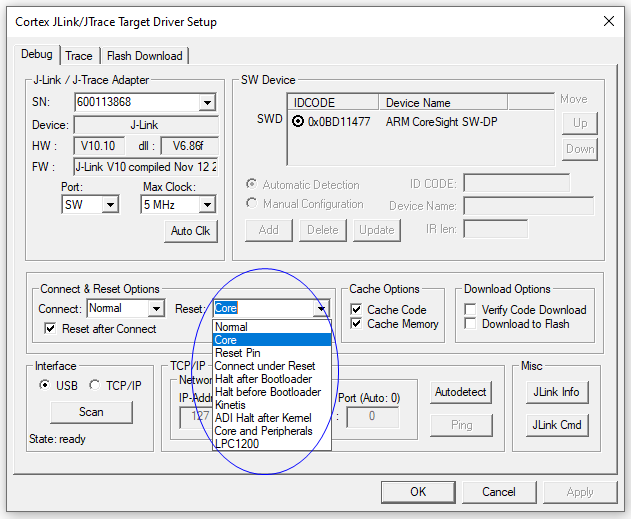 Cortex JLink/JTrace Target Driver Setup
Debug Trace Flash Download
J-Link / J-Trace Adapter
SN: 600113868
Device: J-Link
HW : V10.10 dll : V6.86f
FW : J-Link V10 compiled Nov 12 2
Port: Max Clock:
SW 5 MHz
Auto Clk
SW Device
IDCODE Device Name Move
SWD 0x0BD11477 ARM CoreSight SW-DP Up
Down
Automatic Detection ID CODE:
Manual Configuration Device Name:
Add Delete Update IR len:
Connect & Reset Options
Connect: Normal Reset: Core
Reset after Connect
Normal
Core
Reset Pin
Connect under Reset
Halt after Bootloader
Halt before Bootloader
Kinetis
ADI Halt after Kernel
Core and Peripherals
LPC1200
Cache Options
Cache Code
Cache Memory
Download Options
Verify Code Download
Download to Flash
Interface
USB TCP/IP
Scan
State: ready
TCP/IP
Networ
IP-Addr Port (Auto: 0)
127 : 0
Autodetect
Ping
Misc
JLink Info
JLink Cmd
OK Cancel Apply